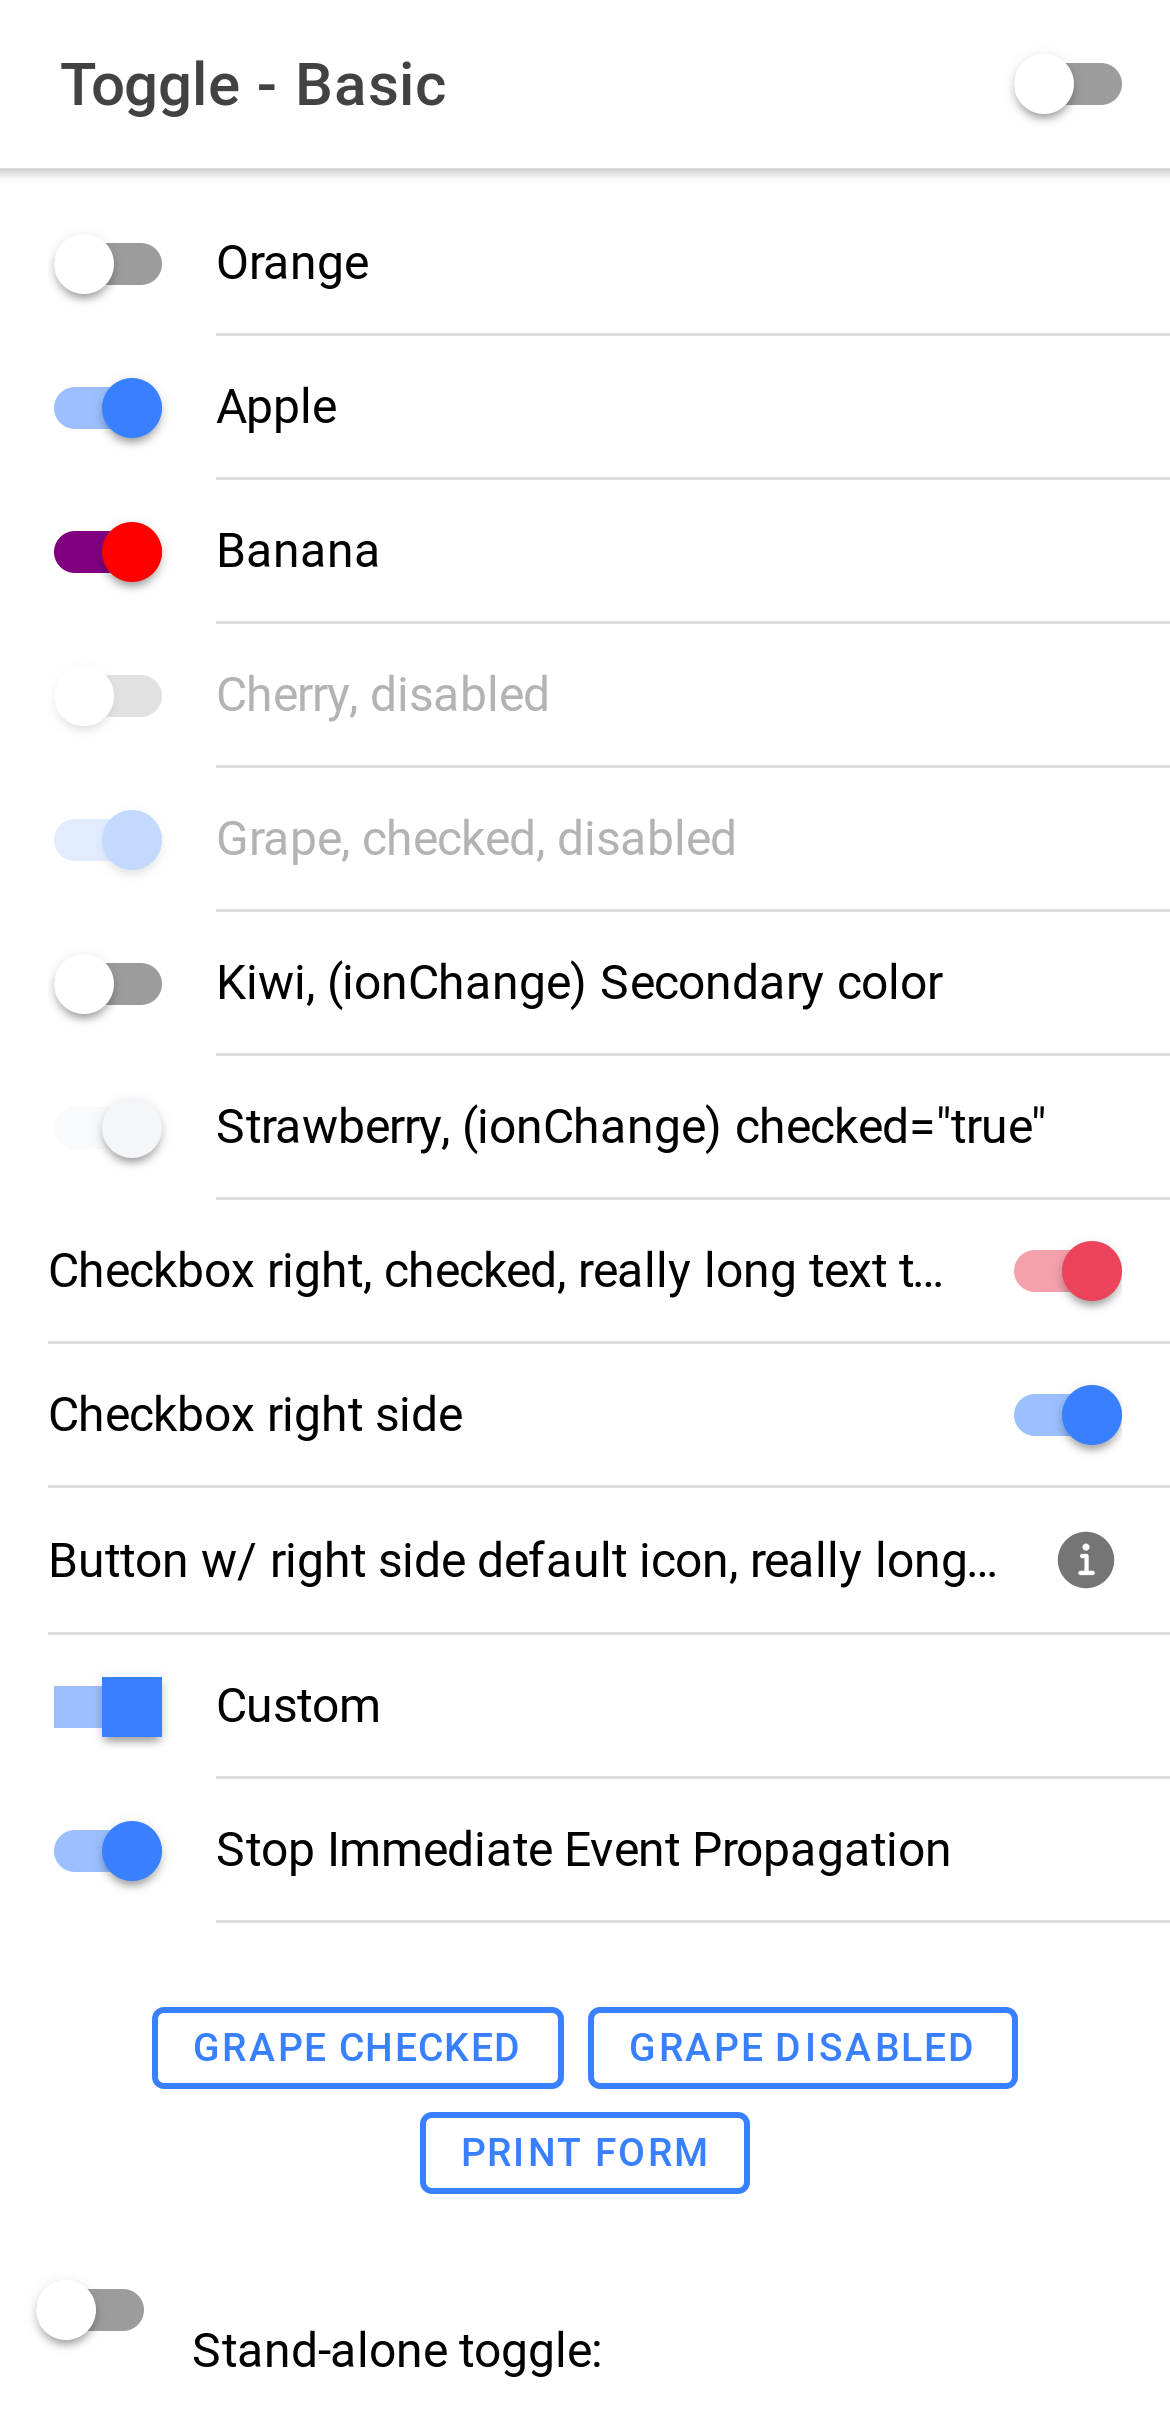 Toggle - Basic
Orange
Apple
Banana
Cherry, disabled
Grape, checked, disabled
Kiwi, (ionChange) Secondary color
Strawberry, (ionChange) checked="true"
Checkbox right, checked, really long text t...
Checkbox right side
Button w/ right side default icon, really long...
Custom
Stop Immediate Event Propagation
GRAPE CHECKED GRAPE DISABLED
PRINT FORM
Stand-alone toggle: